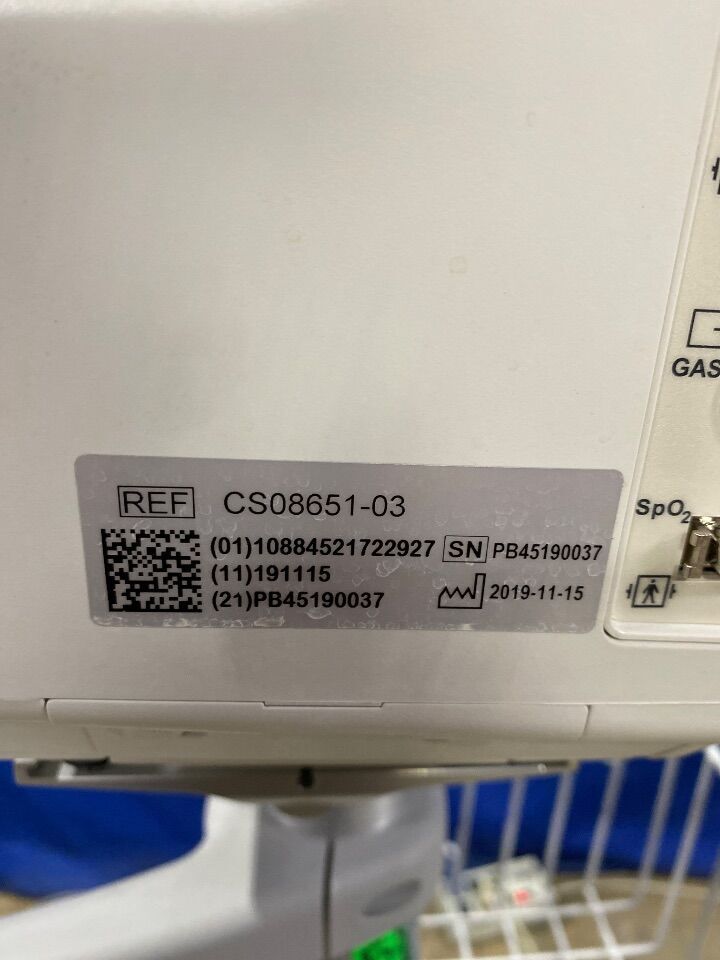 GAS
REF CS08651-03
SpO2
(01)10884521722927 SN PB45190037
(11)191115
(21)PB45190037 2019-11-15